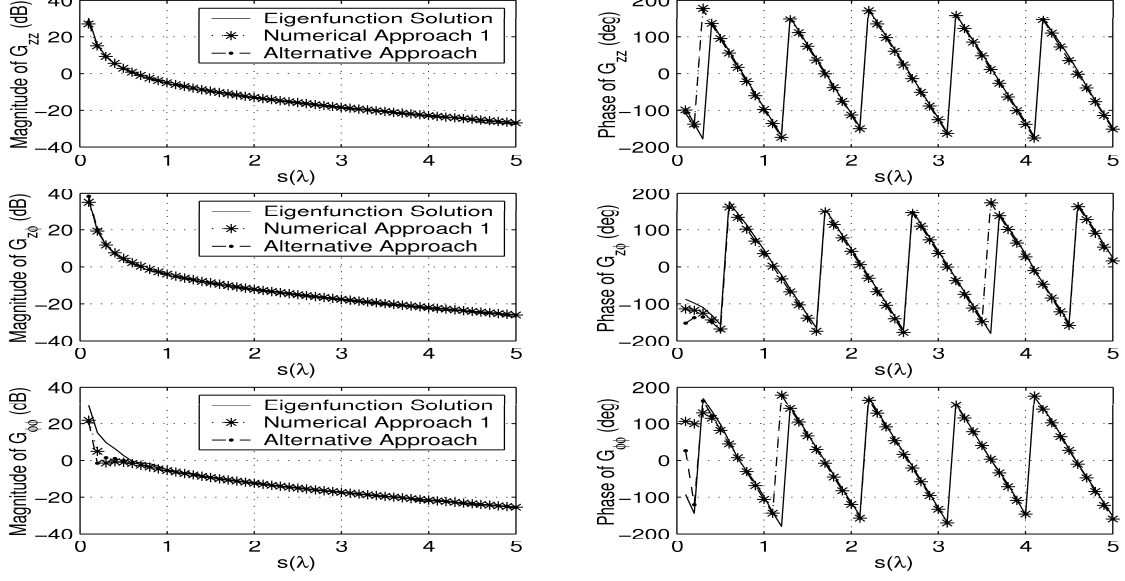 Magnitude of G_zz (dB)
40
20
0
−20
−40
0 1 2 3 4 5
s(λ)
Eigenfunction Solution
Numerical Approach 1
Alternative Approach
Phase of G_zz (deg)
200
100
0
−100
−200
0 1 2 3 4 5
s(λ)
Magnitude of G_zϕ (dB)
40
20
0
−20
−40
0 1 2 3 4 5
s(λ)
Eigenfunction Solution
Numerical Approach 1
Alternative Approach
Phase of G_zϕ (deg)
200
100
0
−100
−200
0 1 2 3 4 5
s(λ)
Magnitude of G_ϕϕ (dB)
40
20
0
−20
−40
0 1 2 3 4 5
s(λ)
Eigenfunction Solution
Numerical Approach 1
Alternative Approach
Phase of G_ϕϕ (deg)
200
100
0
−100
−200
0 1 2 3 4 5
s(λ)